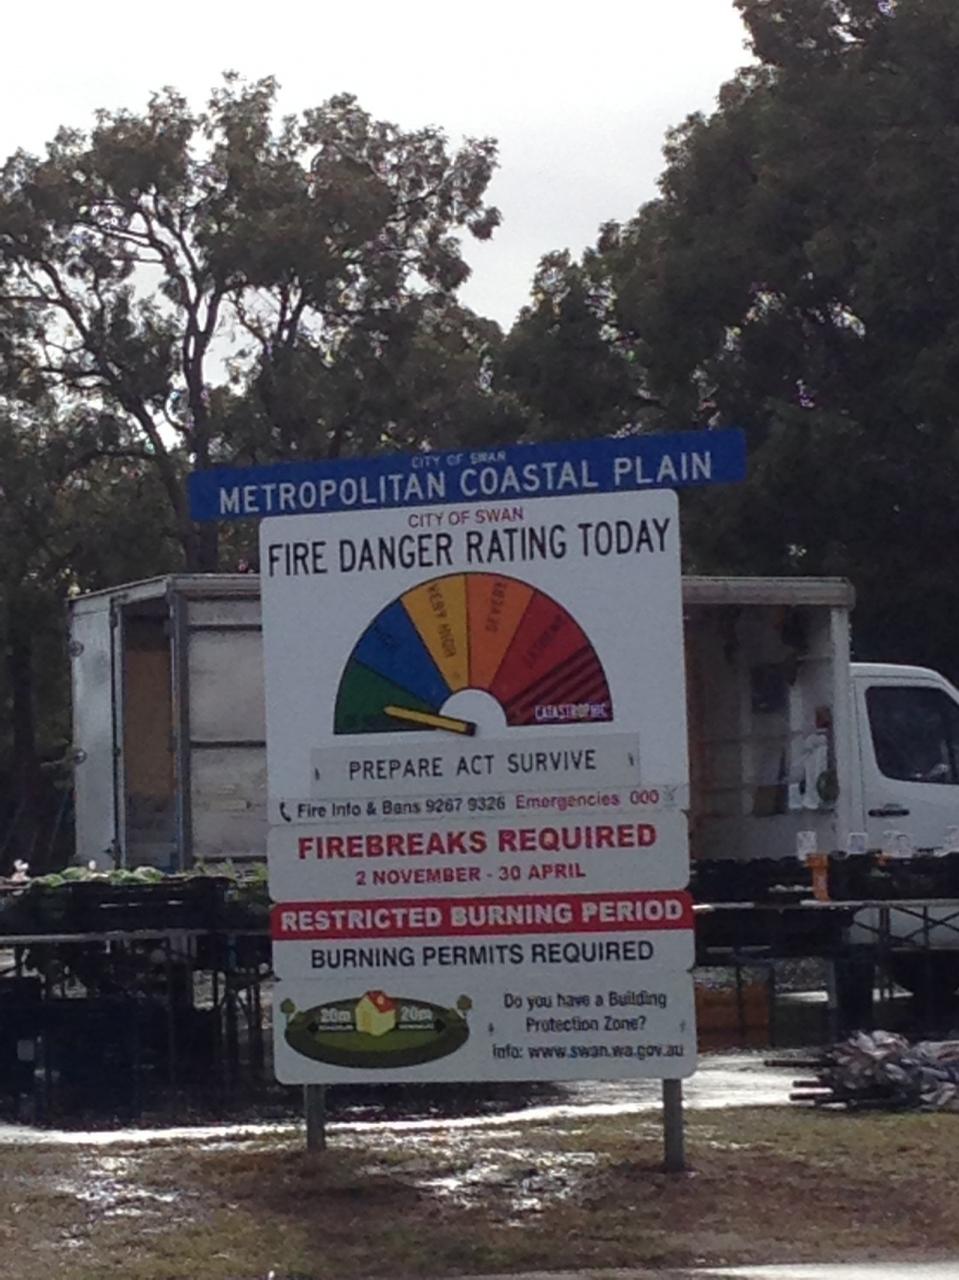 CITY OF SWAN
METROPOLITAN COASTAL PLAIN
CITY OF SWAN
FIRE DANGER RATING TODAY
VERY HIGH
SEVERE
EXTREME
CATASTROPHIC
PREPARE ACT SURVIVE
Fire Info & Bans 9267 9326 Emergencies 000
FIREBREAKS REQUIRED
2 NOVEMBER - 30 APRIL
RESTRICTED BURNING PERIOD
BURNING PERMITS REQUIRED
20m 20m
Do you have a Building
Protection Zone?
info: www.swan.wa.gov.au